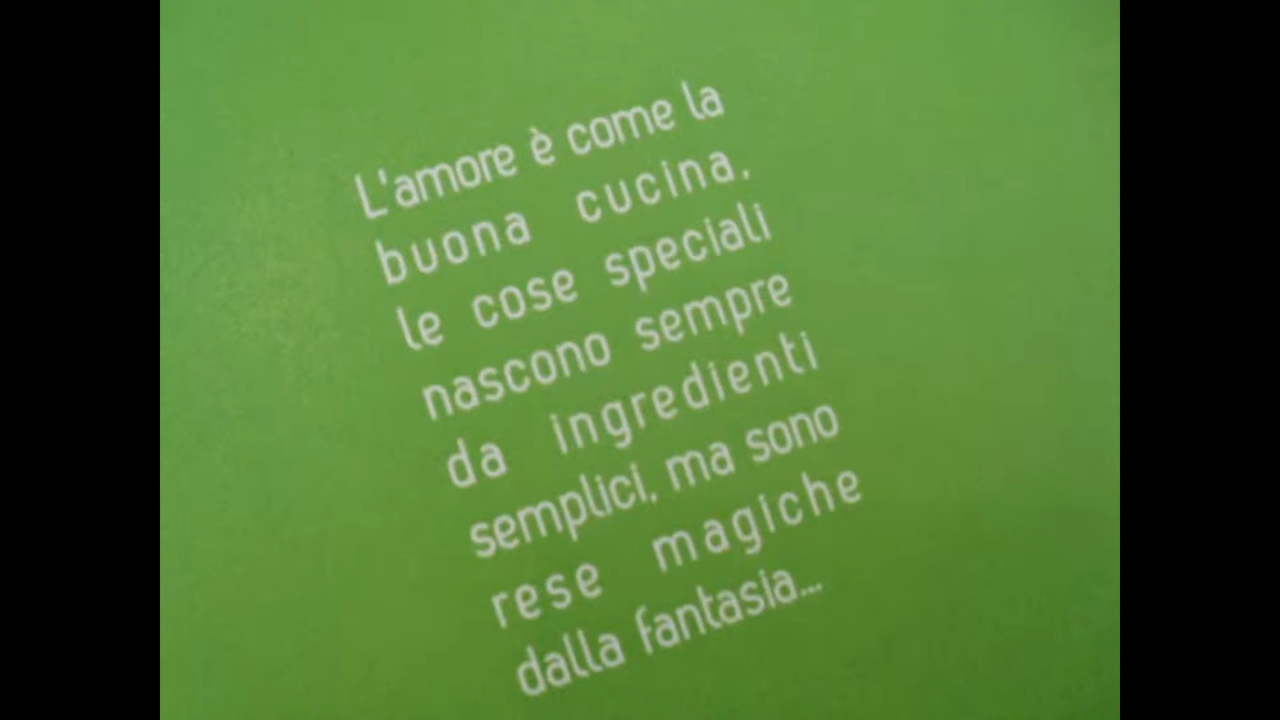 L'amore è come la
buona cucina,
le cose speciali
nascono sempre
da ingredienti
semplici, ma sono
rese magiche
dalla fantasia...